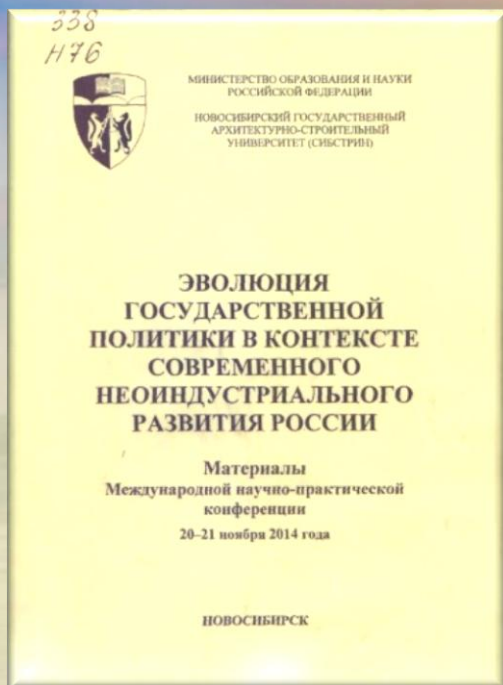 338
Н76
МИНИСТЕРСТВО ОБРАЗОВАНИЯ И НАУКИ
РОССИЙСКОЙ ФЕДЕРАЦИИ
НОВОСИБИРСКИЙ ГОСУДАРСТВЕННЫЙ
АРХИТЕКТУРНО-СТРОИТЕЛЬНЫЙ
УНИВЕРСИТЕТ (СИБСТРИН)
ЭВОЛЮЦИЯ
ГОСУДАРСТВЕННОЙ
ПОЛИТИКИ В КОНТЕКСТЕ
СОВРЕМЕННОГО
НЕОИНДУСТРИАЛЬНОГО
РАЗВИТИЯ РОССИИ
Материалы
Международной научно-практической
конференции
20–21 ноября 2014 года
НОВОСИБИРСК